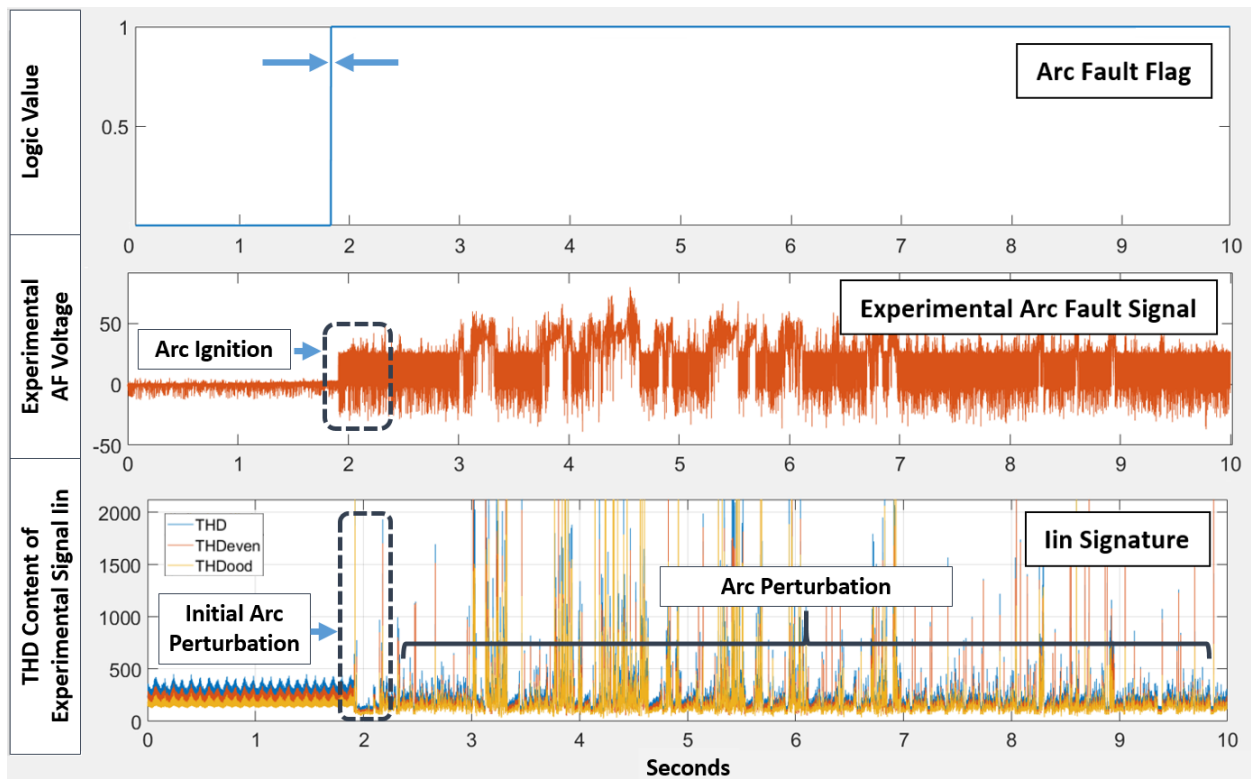 Logic Value
1
0.5
0
Arc Fault Flag
0 1 2 3 4 5 6 7 8 9 10
Experimental
AF Voltage
50
0
-50
Arc Ignition
Experimental Arc Fault Signal
0 1 2 3 4 5 6 7 8 9 10
THD Content of
Experimental Signal Iin
2000
1500
1000
500
0
THD
THDeven
THDood
Iin Signature
Arc Perturbation
Initial Arc
Perturbation
0 1 2 3 4 5 6 7 8 9 10
Seconds